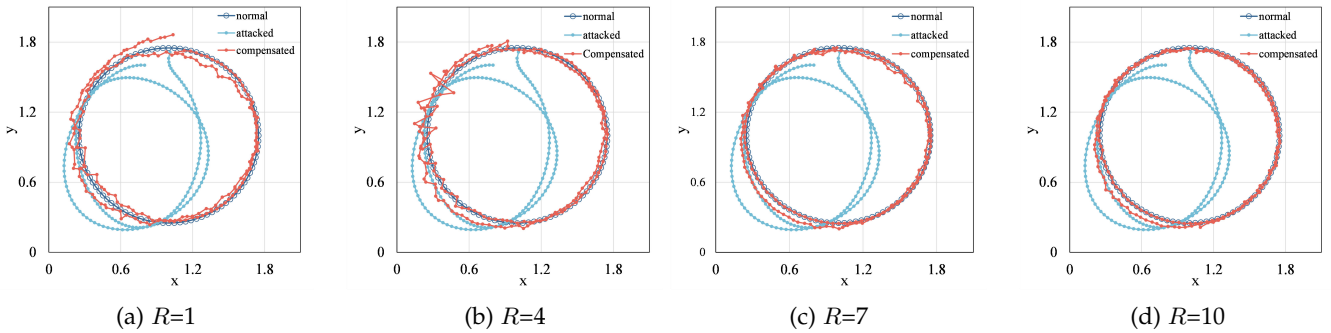 1.8
1.2
0.6
0
y
0
0.6
1.2
1.8
x
normal
attacked
compensated
(a) R=1
1.8
1.2
0.6
0
y
0
0.6
1.2
1.8
x
normal
attacked
Compensated
(b) R=4
1.8
1.2
0.6
0
y
0
0.6
1.2
1.8
x
normal
attacked
compensated
(c) R=7
1.8
1.2
0.6
0
y
0
0.6
1.2
1.8
x
normal
attacked
compensated
(d) R=10